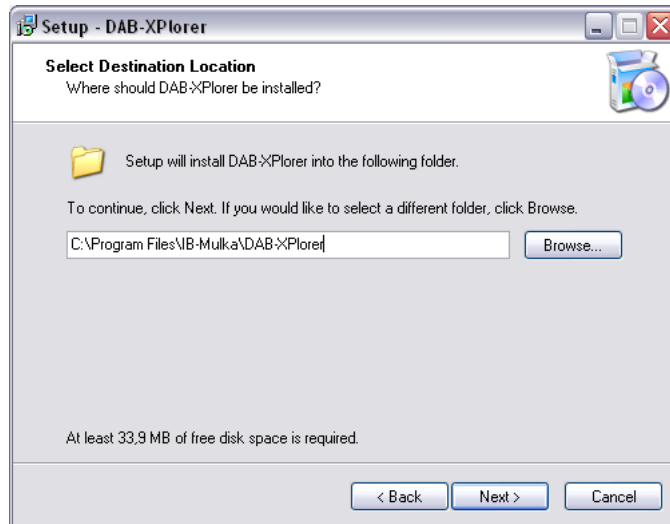 Setup - DAB-XPlorer
Select Destination Location
Where should DAB-XPlorer be installed?
Setup will install DAB-XPlorer into the following folder.
To continue, click Next. If you would like to select a different folder, click Browse.
C:\Program Files\IB-Mulka\DAB-XPlorer
Browse...
At least 33,9 MB of free disk space is required.
< Back
Next >
Cancel